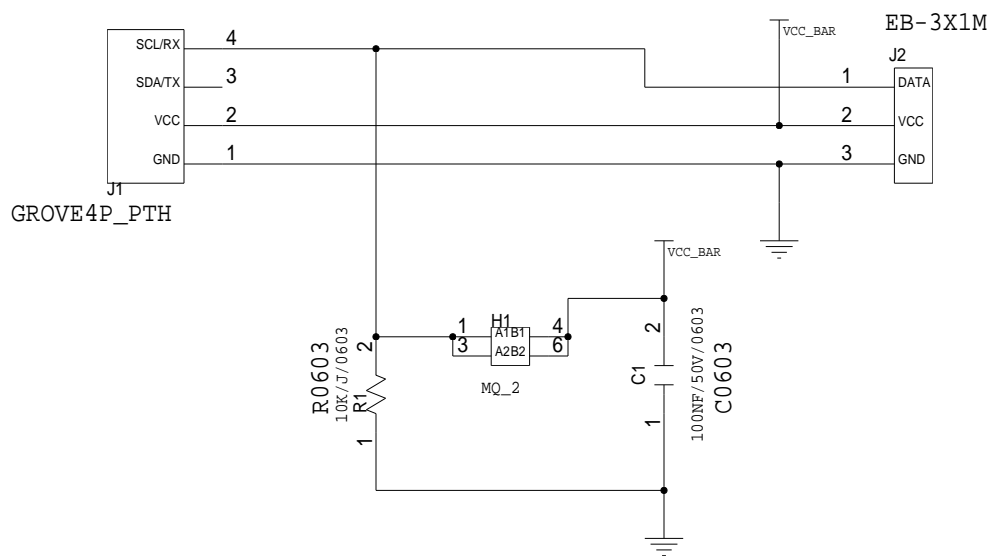 EB-3X1M
VCC_BAR
J2
SCL/RX 4
SDA/TX 3
VCC 2
GND 1
1 DATA
2 VCC
3 GND
J1
GROVE4P_PTH
VCC_BAR
H1
1 A1B1 4
3 A2B2 6
MQ_2
R0603
10K/J/0603
R1
2
1
2
1
C1
100NF/50V/0603
C0603